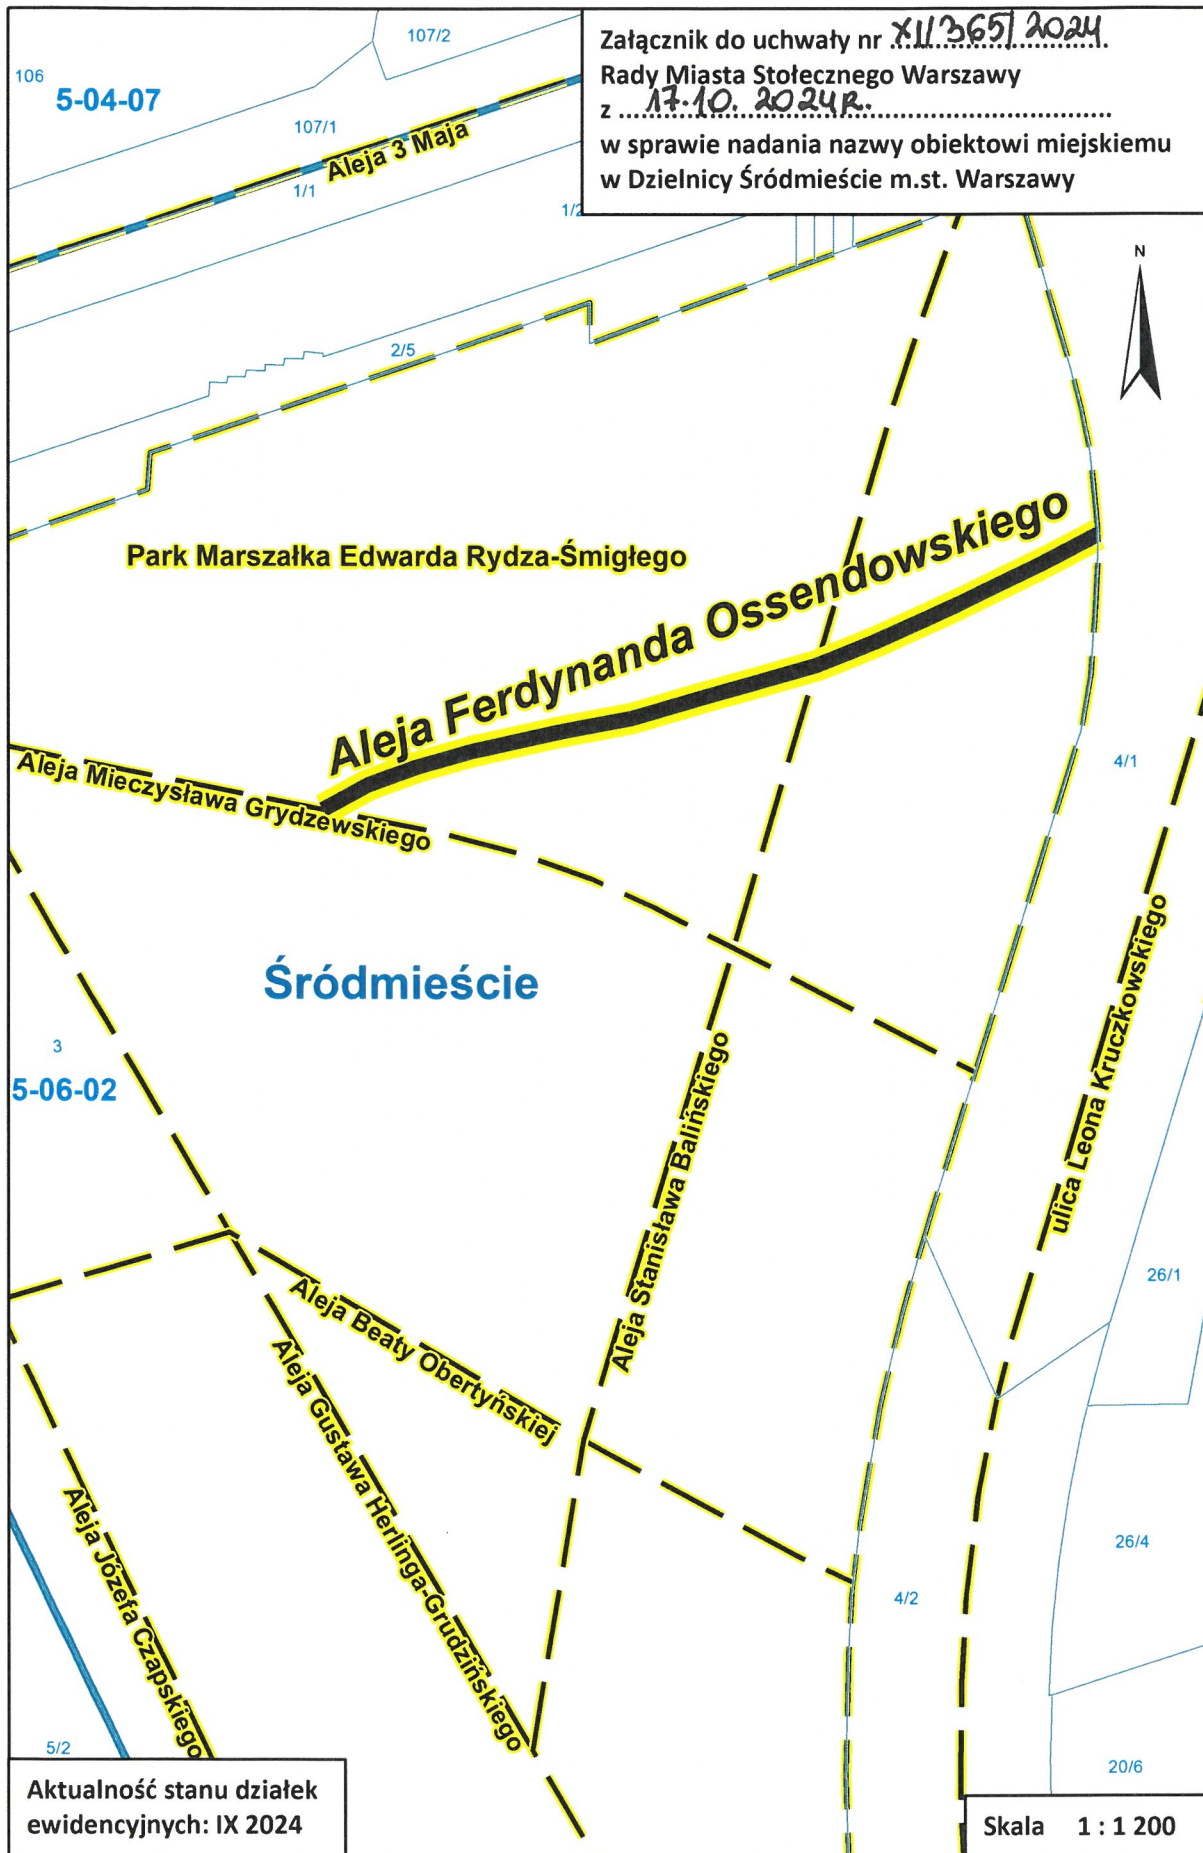 Załącznik do uchwały nr XII/365/2024
Rady Miasta Stołecznego Warszawy
z 17.10.2024r.
w sprawie nadania nazwy obiektowi miejskiemu
w Dzielnicy Śródmieście m.st. Warszawy
107/2
106
5-04-07
107/1
Aleja 3 Maja
1/1
1/2
N
2/5
Park Marszałka Edwarda Rydza-Śmigłego
Aleja Ferdynanda Ossendowskiego
Aleja Mieczysława Grydzewskiego
4/1
Śródmieście
3
5-06-02
ulica Leona Kruczkowskiego
Aleja Stanisława Balińskiego
26/1
Aleja Beaty Obertyńskiej
Aleja Gustawa Herlinga-Grudzińskiego
Aleja Józefa Czapskiego
26/4
4/2
5/2
20/6
Aktualność stanu działek
ewidencyjnych: IX 2024
Skala 1 : 1 200